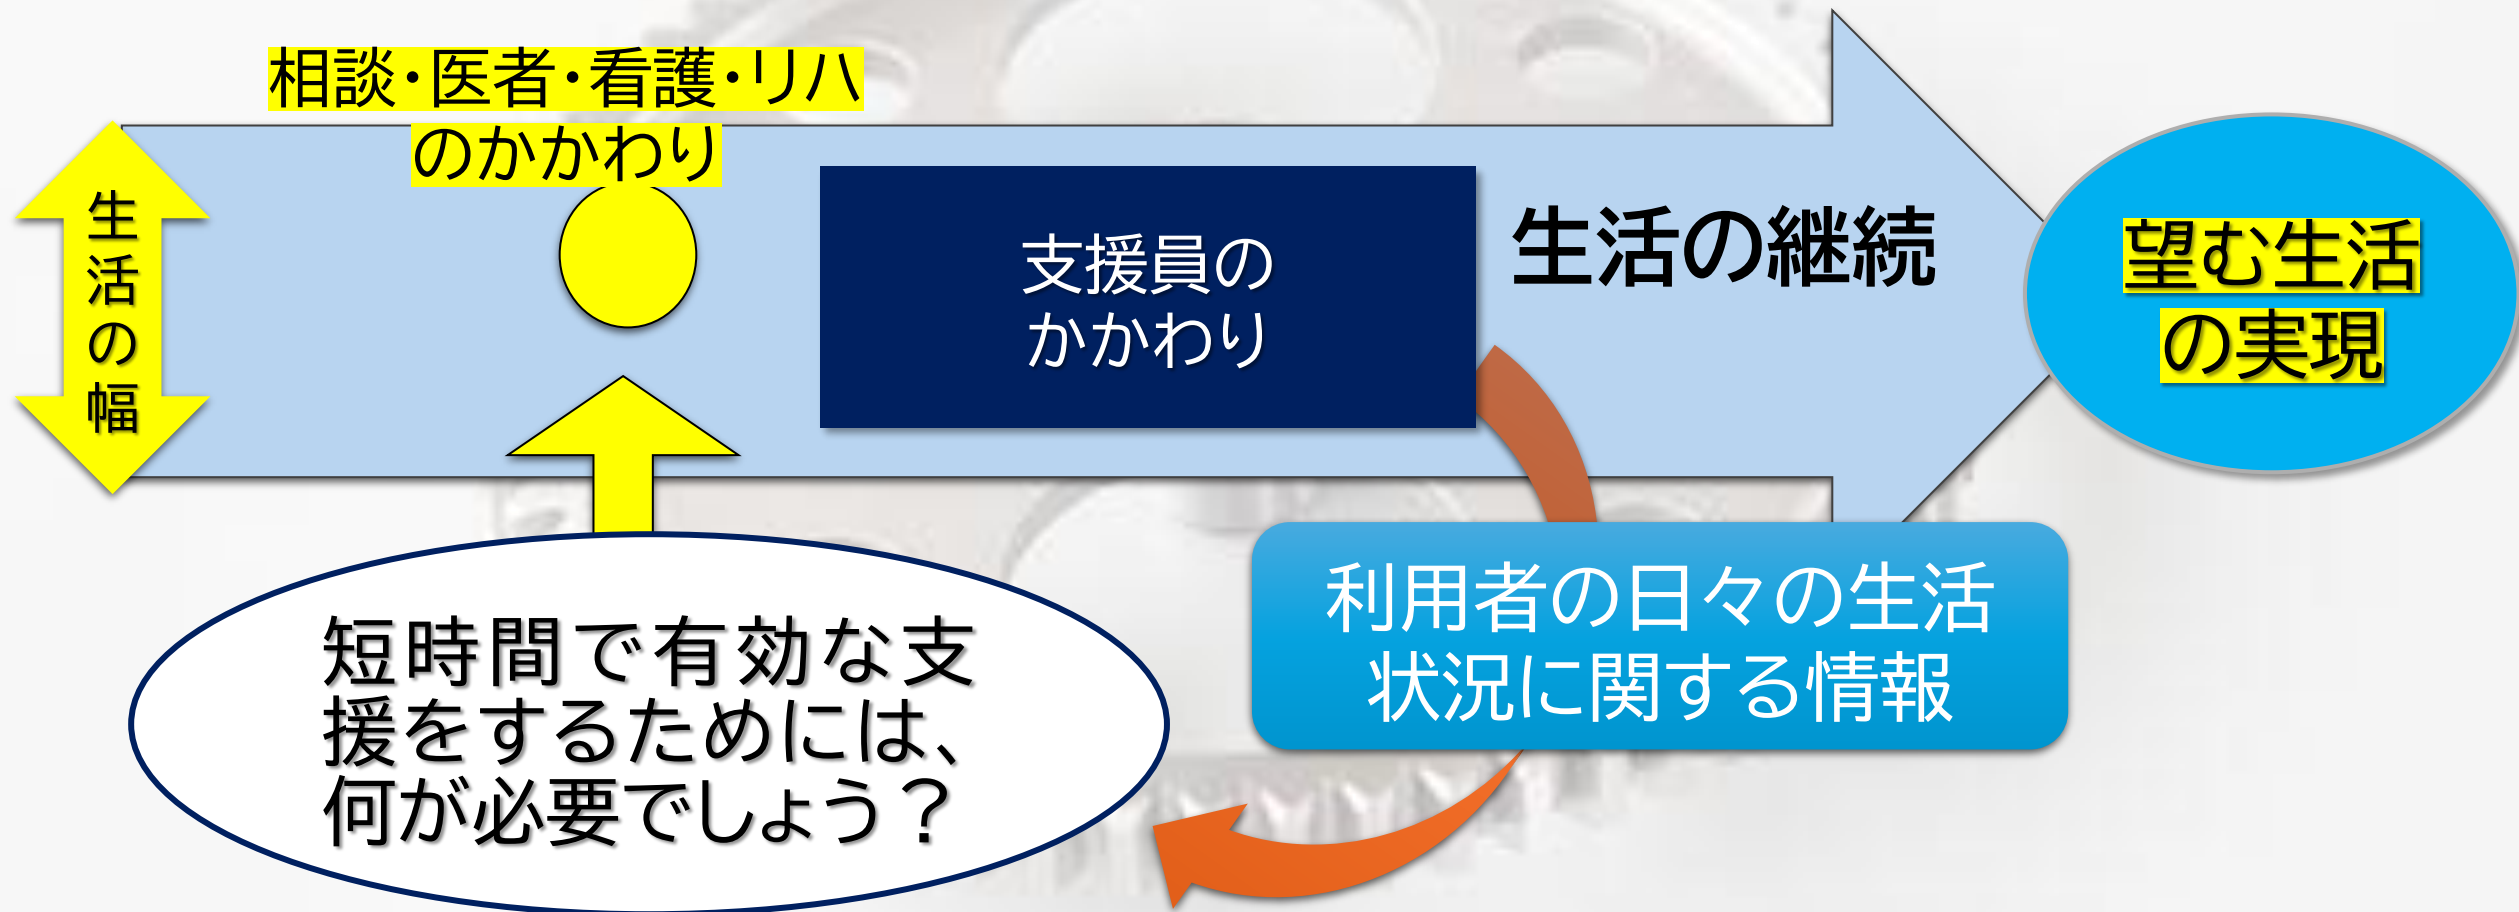 相談・医者・看護・リハ
のかかわり
生活の幅
支援員の
かかわり
生活の継続
望む生活
の実現
利用者の日々の生活
状況に関する情報
短時間で有効な支
援をするためには、
何が必要でしょう？